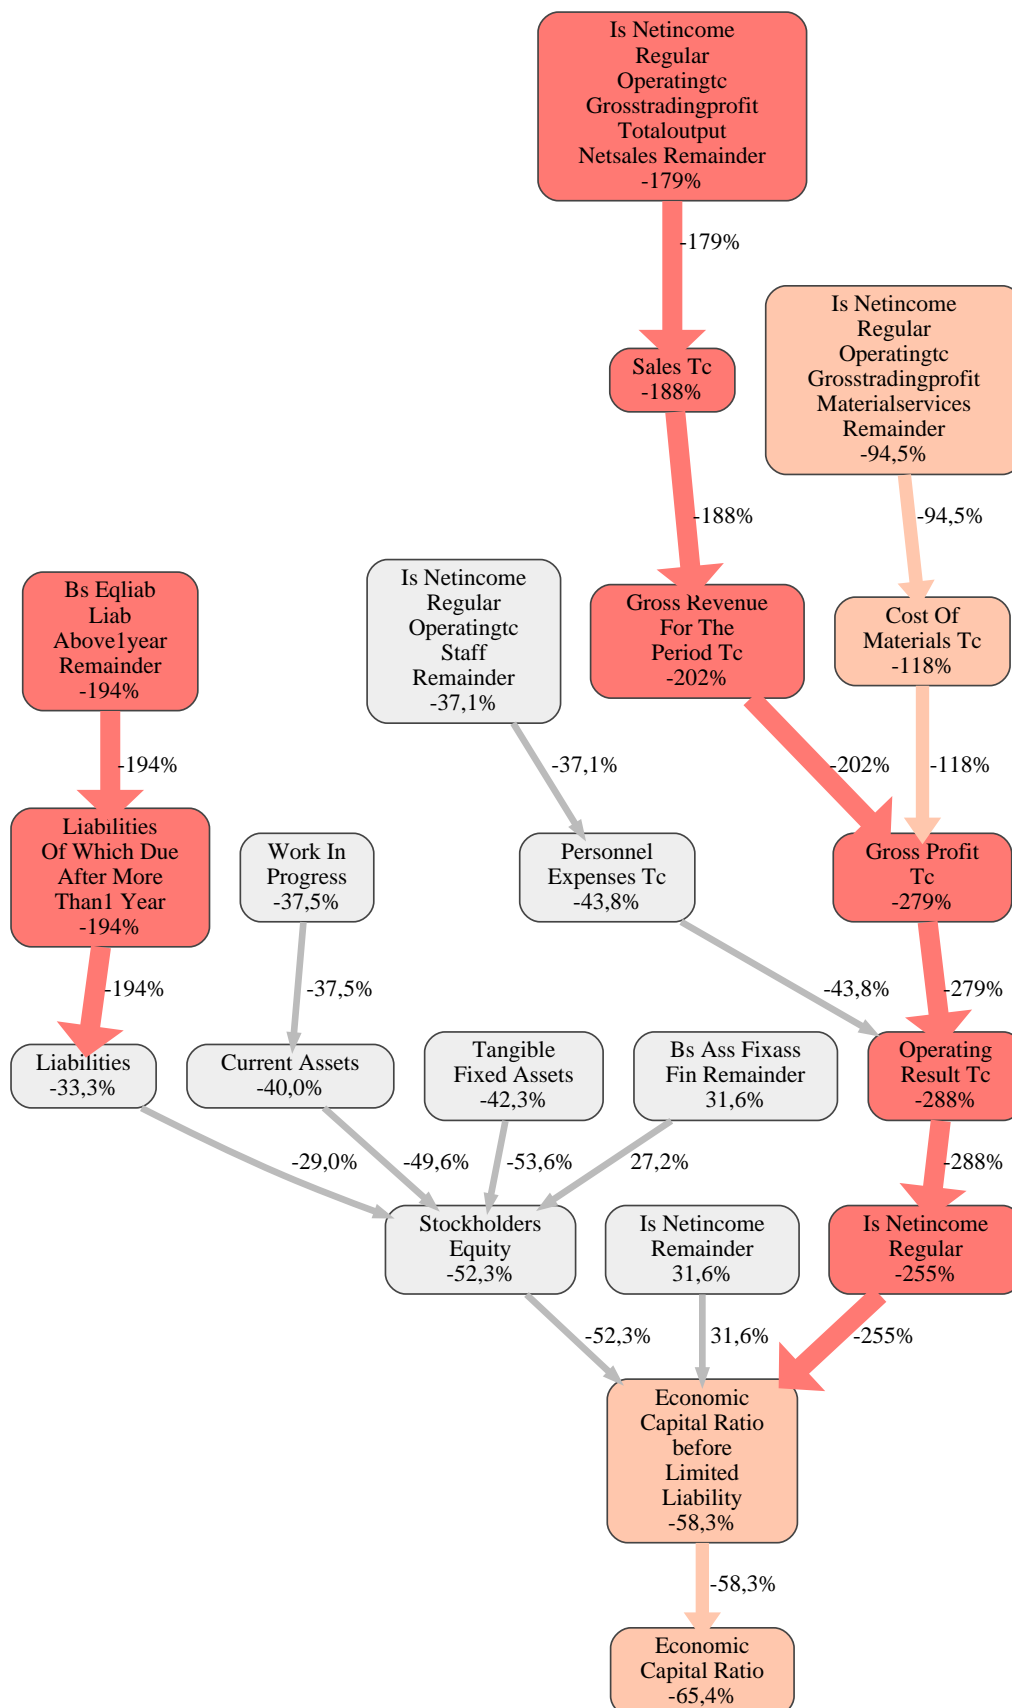 Is Netincome
Regular
Operatingtc
Grosstradingprofit
Totaloutput
Netsales Remainder
-179%
-179%
Is Netincome
Regular
Operatingtc
Grosstradingprofit
Materialservices
Remainder
-94,5%
Sales Tc
-188%
-188%
-94,5%
Is Netincome
Regular
Operatingtc
Staff
Remainder
-37,1%
Bs Eqliab
Liab
Above1year
Remainder
-194%
Gross Revenue
For The
Period Tc
-202%
Cost Of
Materials Tc
-118%
-194%
-37,1%
-202%
-118%
Liabilities
Of Which Due
After More
Than1 Year
-194%
Work In
Progress
-37,5%
Personnel
Expenses Tc
-43,8%
Gross Profit
Tc
-279%
-194%
-37,5%
-43,8%
-279%
Liabilities
-33,3%
Current Assets
-40,0%
Tangible
Fixed Assets
-42,3%
Bs Ass Fixass
Fin Remainder
31,6%
Operating
Result Tc
-288%
-29,0%
-49,6%
-53,6%
27,2%
-288%
Stockholders
Equity
-52,3%
Is Netincome
Remainder
31,6%
Is Netincome
Regular
-255%
-52,3%
31,6%
-255%
Economic
Capital Ratio
before
Limited
Liability
-58,3%
-58,3%
Economic
Capital Ratio
-65,4%